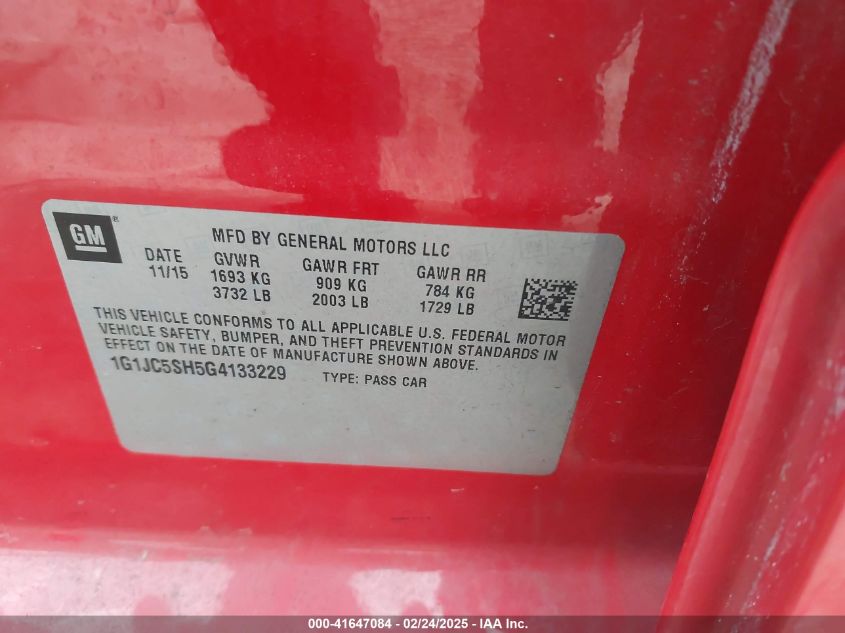 GM ®
MFD BY GENERAL MOTORS LLC
DATE GVWR GAWR FRT GAWR RR
11/15 1693 KG 909 KG 784 KG
3732 LB 2003 LB 1729 LB
THIS VEHICLE CONFORMS TO ALL APPLICABLE U.S. FEDERAL MOTOR
VEHICLE SAFETY, BUMPER, AND THEFT PREVENTION STANDARDS IN
EFFECT ON THE DATE OF MANUFACTURE SHOWN ABOVE.
1G1JC5SH5G4133229 TYPE: PASS CAR
000-41647084 - 02/24/2025 - IAA, Inc.